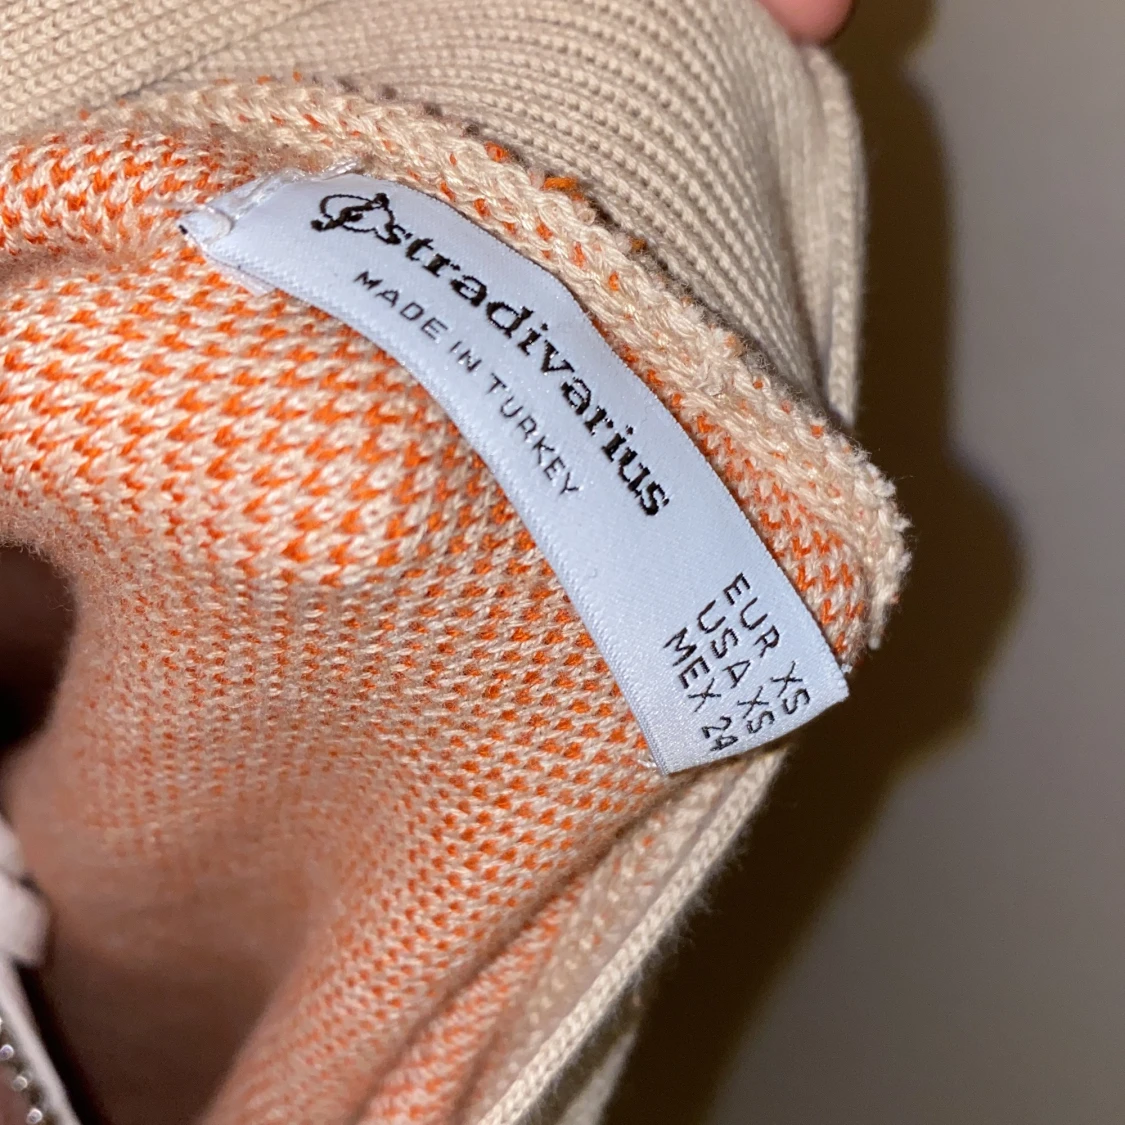 stradivarius
MADE IN TURKEY
EUR XS
USA XS
MEX 24